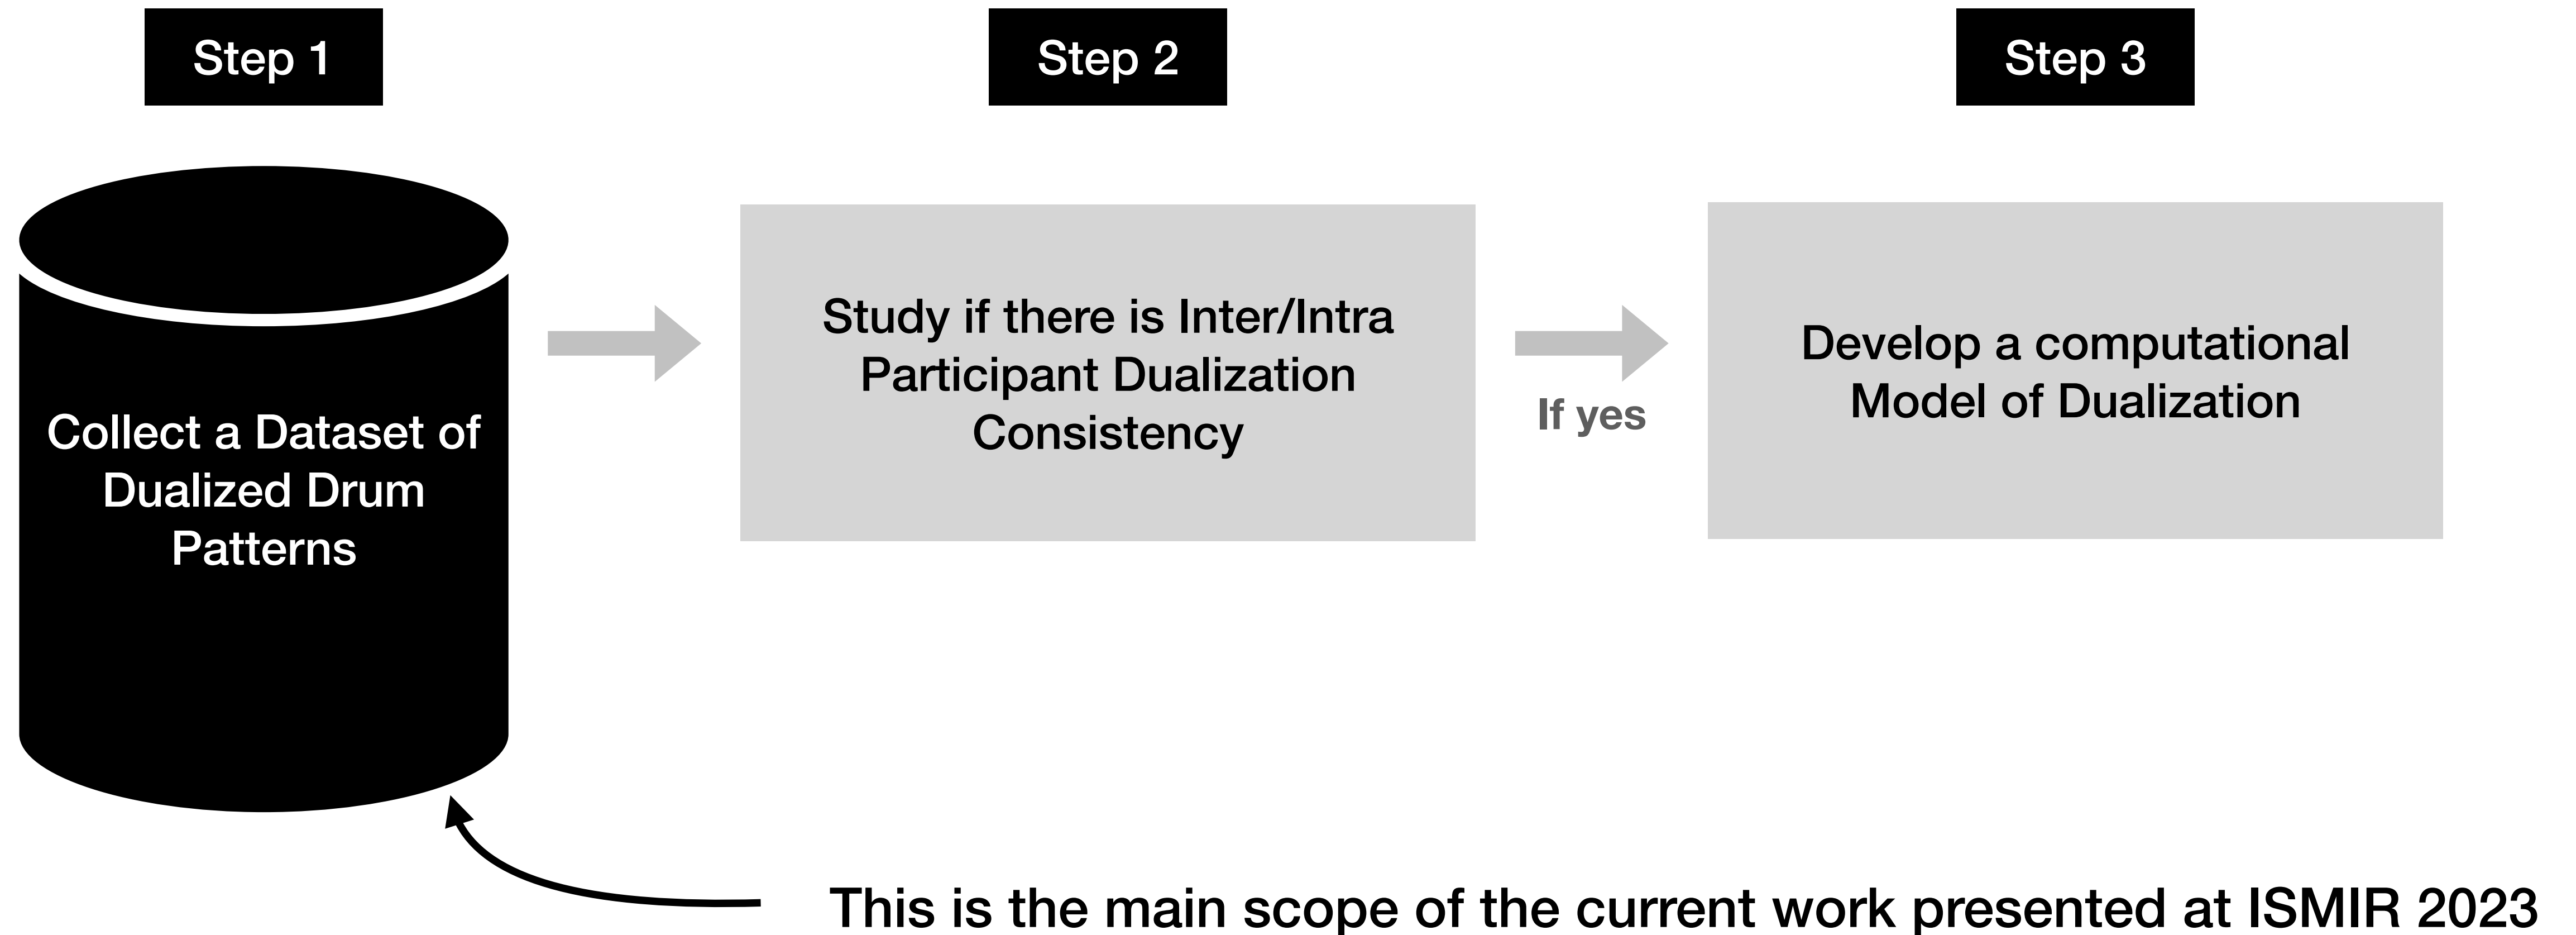 Step 1
Step 2
Step 3
Collect a Dataset of
Dualized Drum
Patterns
Study if there is Inter/Intra
Participant Dualization
Consistency
If yes
Develop a computational
Model of Dualization
This is the main scope of the current work presented at ISMIR 2023